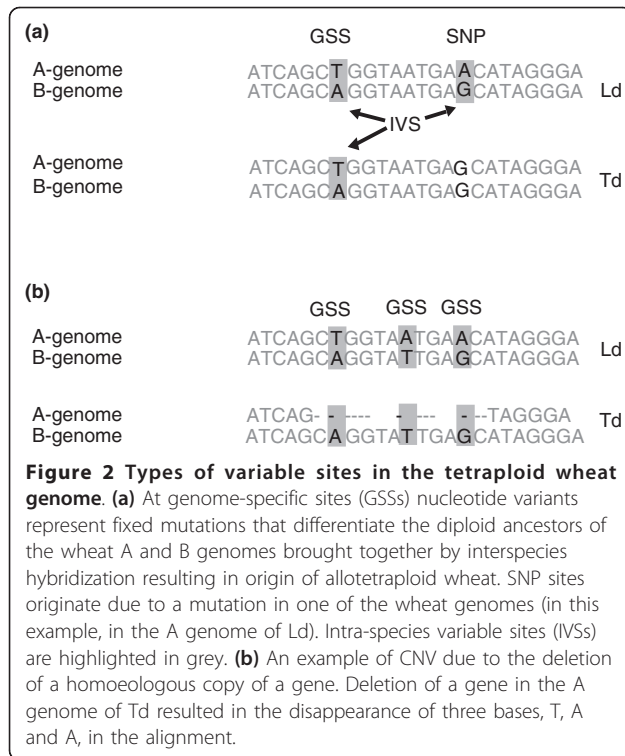 (a)
GSS SNP
A-genome ATCAGCTGGTAATGAACATAGGGA
B-genome ATCAGCAGGTAATGAGCATAGGGA Ld
IVS
A-genome ATCAGCTGGTAATGAGCATAGGGA
B-genome ATCAGCAGGTAATGAGCATAGGGA Td
(b)
GSS GSS GSS
A-genome ATCAGCTGGTAATGAACATAGGGA
B-genome ATCAGCAGGTATTGAGCATAGGGA Ld
A-genome ATCAG- - ---- - --- - --TAGGGA
B-genome ATCAGCAGGTATTGAGCATAGGGA Td
Figure 2 Types of variable sites in the tetraploid wheat
genome. (a) At genome-specific sites (GSSs) nucleotide variants
represent fixed mutations that differentiate the diploid ancestors of
the wheat A and B genomes brought together by interspecies
hybridization resulting in origin of allotetraploid wheat. SNP sites
originate due to a mutation in one of the wheat genomes (in this
example, in the A genome of Ld). Intra-species variable sites (IVSs)
are highlighted in grey. (b) An example of CNV due to the deletion
of a homoeologous copy of a gene. Deletion of a gene in the A
genome of Td resulted in the disappearance of three bases, T, A
and A, in the alignment.